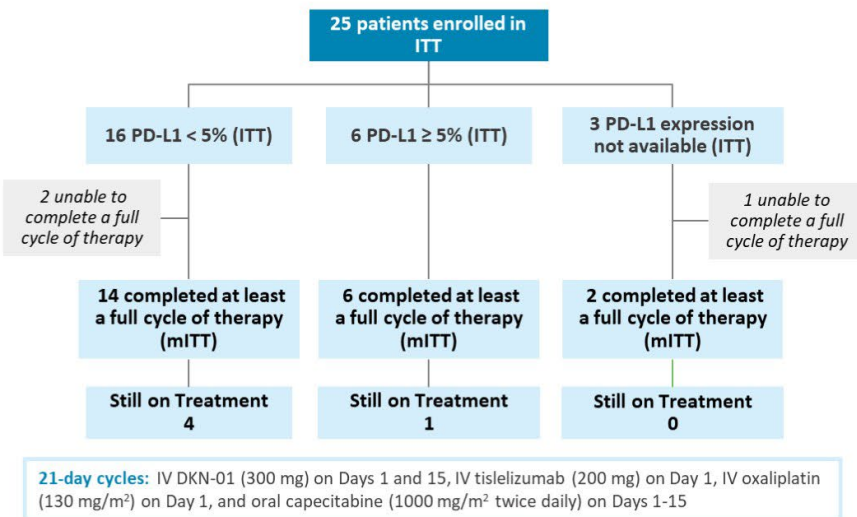 25 patients enrolled in
ITT
16 PD-L1 < 5% (ITT)
6 PD-L1 ≥ 5% (ITT)
3 PD-L1 expression
not available (ITT)
2 unable to
complete a full
cycle of therapy
1 unable to
complete a full
cycle of therapy
14 completed at least
a full cycle of therapy
(mITT)
6 completed at least
a full cycle of therapy
(mITT)
2 completed at least
a full cycle of therapy
(mITT)
Still on Treatment
4
Still on Treatment
1
Still on Treatment
0
21-day cycles: IV DKN-01 (300 mg) on Days 1 and 15, IV tislelizumab (200 mg) on Day 1, IV oxaliplatin
(130 mg/m²) on Day 1, and oral capecitabine (1000 mg/m² twice daily) on Days 1-15